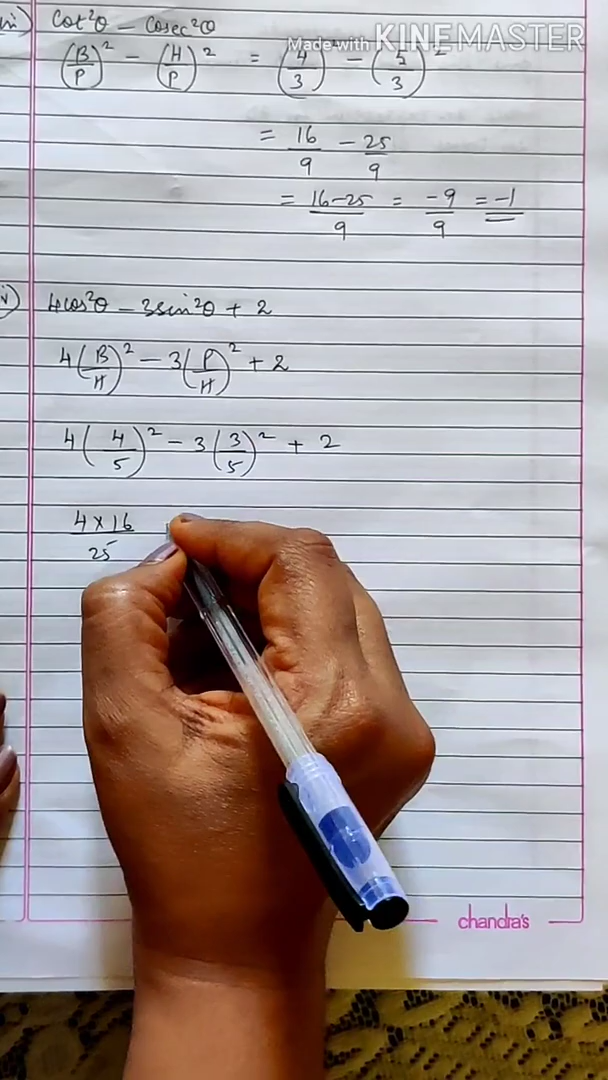 cot²θ - cosec²θ
Made with KINEMASTER
(B/P)² - (H/P)² = (4/3)² - (5/3)²
= 16/9 - 25/9
= 16-25/9 = -9/9 = -1
4cos²θ - 3sin²θ + 2
4(B/H)² - 3(P/H)² + 2
4(4/5)² - 3(3/5)² + 2
4×16/25
chandra's